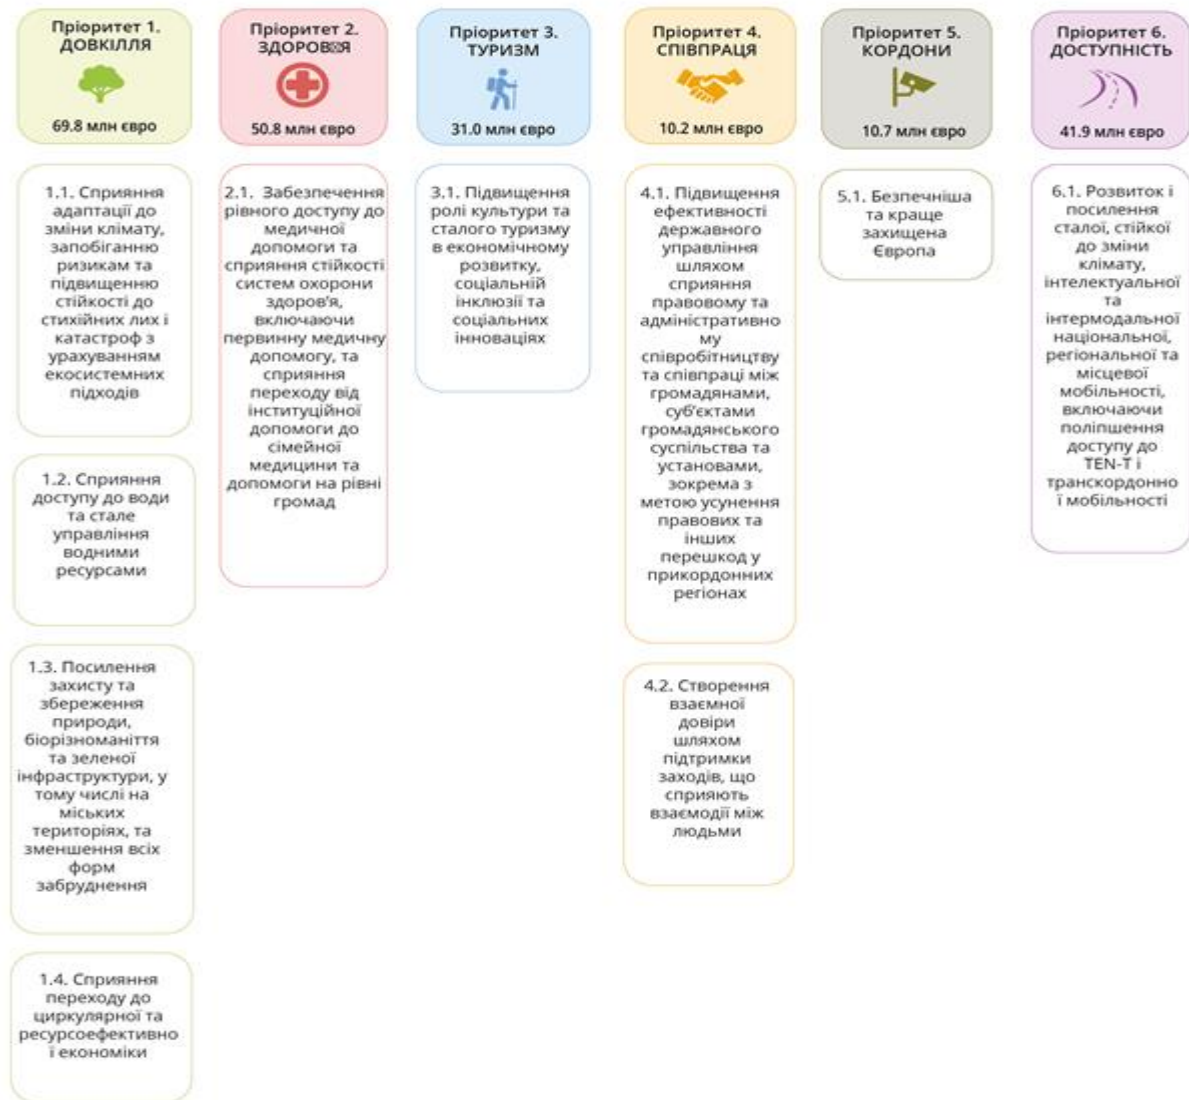 Пріоритет 1.
ДОВКІЛЛЯ
69.8 млн євро
Пріоритет 2.
ЗДОРОВ☒Я
50.8 млн євро
Пріоритет 3.
ТУРИЗМ
31.0 млн євро
Пріоритет 4.
СПІВПРАЦЯ
10.2 млн євро
Пріоритет 5.
КОРДОНИ
10.7 млн євро
Пріоритет 6.
ДОСТУПНІСТЬ
41.9 млн євро
1.1. Сприяння
адаптації до
зміни клімату,
запобіганню
ризикам та
підвищенню
стійкості до
стихійних лих і
катастроф з
урахуванням
екосистемних
підходів
1.2. Сприяння
доступу до води
та стале
управління
водними
ресурсами
1.3. Посилення
захисту та
збереження
природи,
біорізноманіття
та зеленої
інфраструктури, у
тому числі на
міських
територіях, та
зменшення всіх
форм
забруднення
1.4. Сприяння
переходу до
циркулярної та
ресурсоефективно
ї економіки
2.1. Забезпечення
рівного доступу до
медичної
допомоги та
сприяння стійкості
систем охорони
здоров'я,
включаючи
первинну медичну
допомогу, та
сприяння
переходу від
інституційної
допомоги до
сімейної
медицини та
допомоги на рівні
громад
3.1. Підвищення
ролі культури та
сталого туризму
в економічному
розвитку,
соціальній
інклюзії та
соціальних
інноваціях
4.1. Підвищення
ефективності
державного
управління
шляхом
сприяння
правовому та
адміністративно
му
співробітництву
та співпраці між
громадянами,
суб'єктами
громадянського
суспільства та
установами,
зокрема з
метою усунення
правових та
інших
перешкод у
прикордонних
регіонах
4.2. Створення
взаємної
довіри
шляхом
підтримки
заходів, що
сприяють
взаємодії між
людьми
5.1. Безпечніша
та краще
захищена
Європа
6.1. Розвиток і
посилення
сталої, стійкої
до зміни
клімату,
інтелектуальної
та
інтермодальної
національної,
регіональної та
місцевої
мобільності,
включаючи
поліпшення
доступу до
TEN-T і
транскордонно
ї мобільності